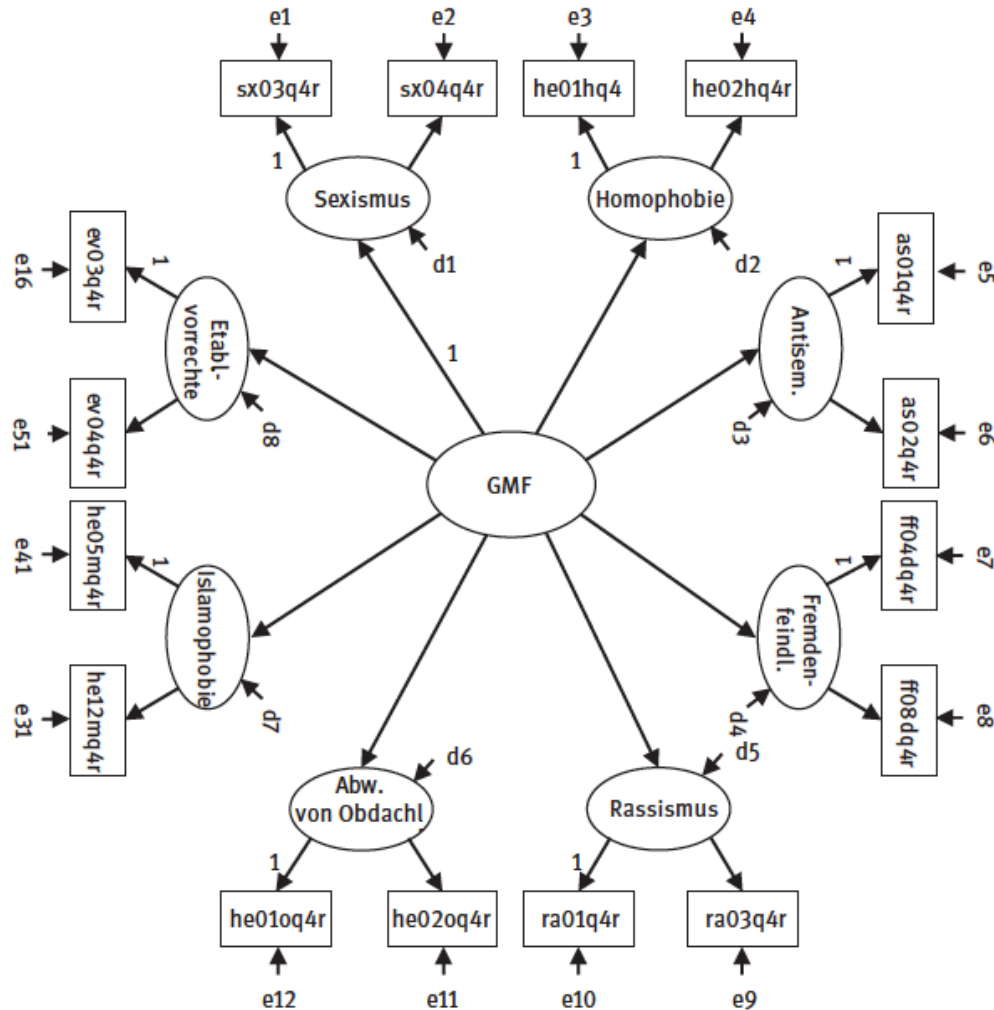 e1
e2
e3
e4
sx03q4r
sx04q4r
he01hq4
he02hq4r
1
1
Sexismus
Homophobie
d1
d2
e16
ev03q4r
1
Etabl-
vorrechte
d8
e51
ev04q4r
1
as01q4r
e5
Antisem.
d3
as02q4r
e6
1
GMF
e41
he05mq4r
1
Islamophobie
d7
e31
he12mq4r
1
ff04dq4r
e7
Fremden-
feindl.
d4
ff08dq4r
e8
d6
d5
Abw.
von Obdachl.
Rassismus
1
1
he01oq4r
he02oq4r
ra01q4r
ra03q4r
e12
e11
e10
e9